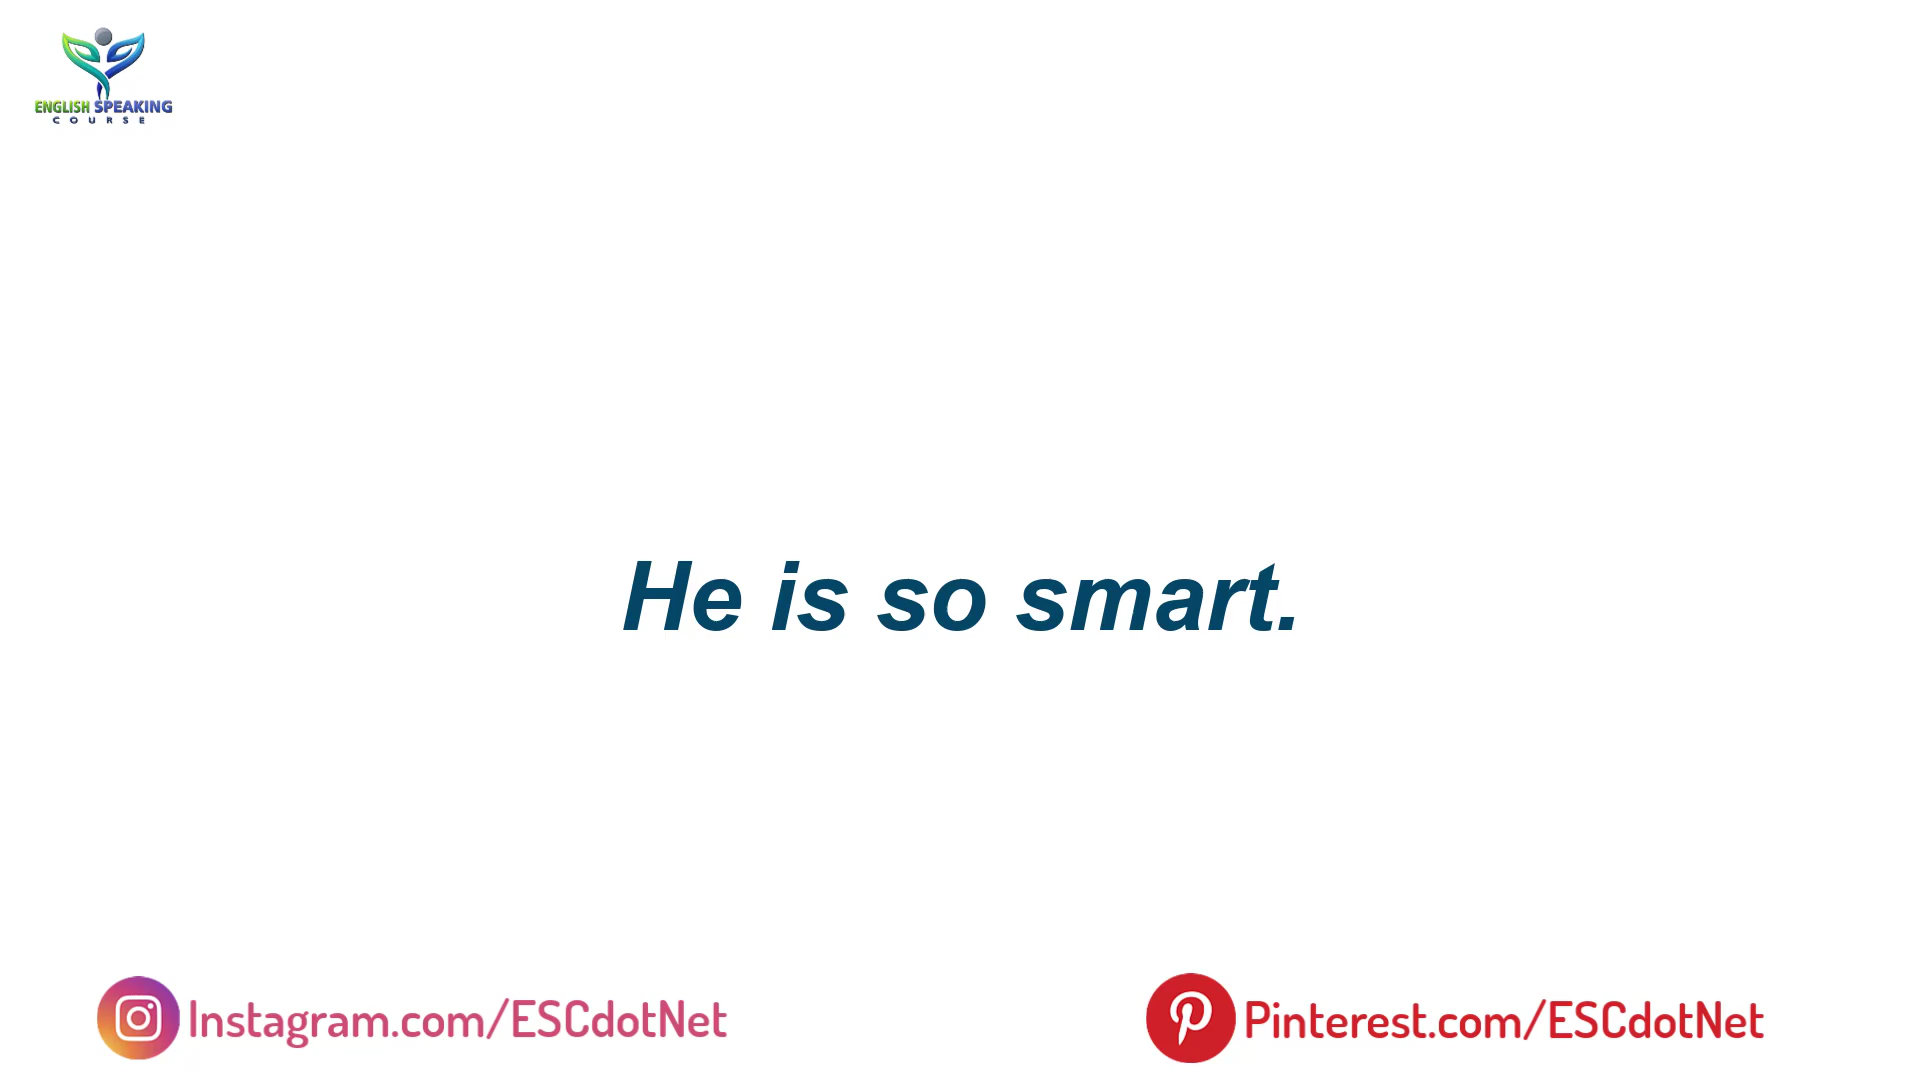 ENGLISH SPEAKING
COURSE
He is so smart.
Instagram.com/ESCdotNet
Pinterest.com/ESCdotNet